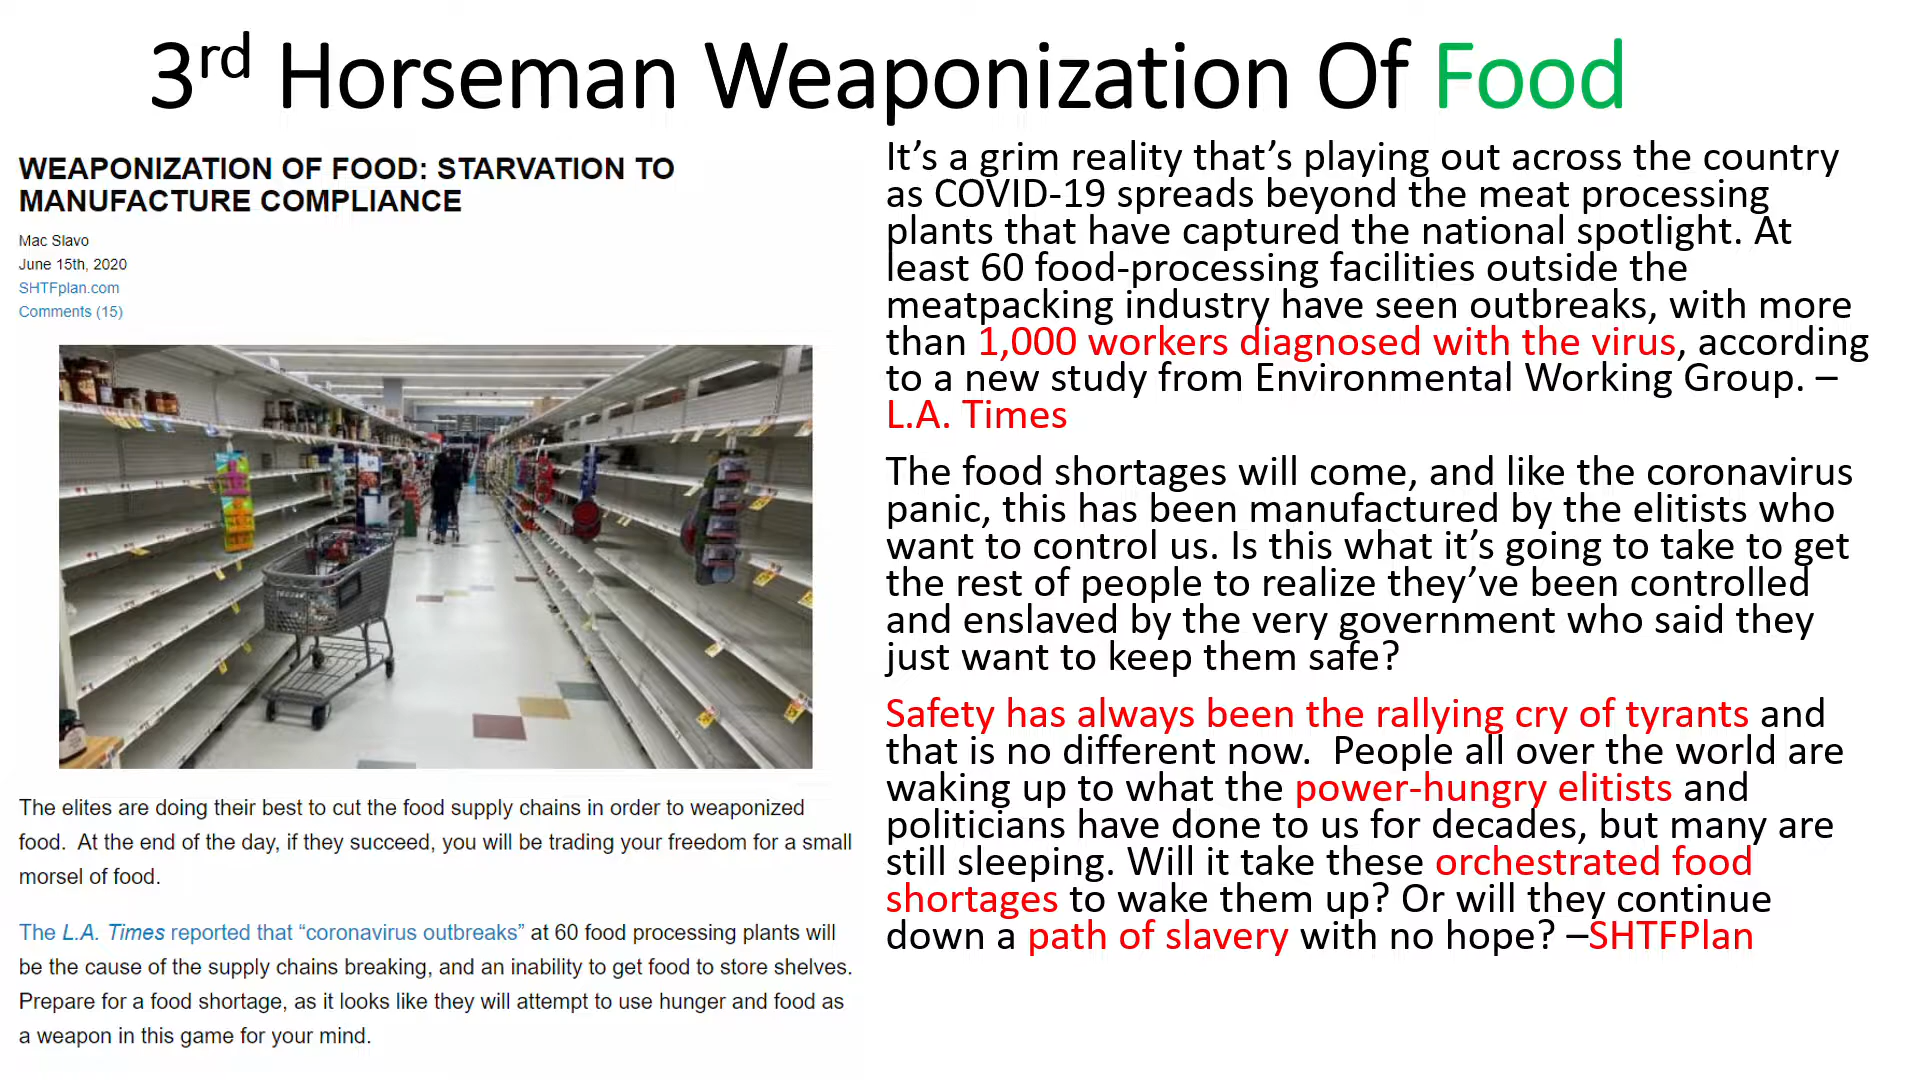 3rd Horseman Weaponization Of Food
WEAPONIZATION OF FOOD: STARVATION TO
MANUFACTURE COMPLIANCE
Mac Slavo
June 15th, 2020
SHTFplan.com
Comments (15)
The elites are doing their best to cut the food supply chains in order to weaponized
food.  At the end of the day, if they succeed, you will be trading your freedom for a small
morsel of food.
The L.A. Times reported that “coronavirus outbreaks” at 60 food processing plants will
be the cause of the supply chains breaking, and an inability to get food to store shelves.
Prepare for a food shortage, as it looks like they will attempt to use hunger and food as
a weapon in this game for your mind.
It’s a grim reality that’s playing out across the country
as COVID-19 spreads beyond the meat processing
plants that have captured the national spotlight. At
least 60 food-processing facilities outside the
meatpacking industry have seen outbreaks, with more
than 1,000 workers diagnosed with the virus, according
to a new study from Environmental Working Group. –
L.A. Times
The food shortages will come, and like the coronavirus
panic, this has been manufactured by the elitists who
want to control us. Is this what it’s going to take to get
the rest of people to realize they’ve been controlled
and enslaved by the very government who said they
just want to keep them safe?
Safety has always been the rallying cry of tyrants and
that is no different now.  People all over the world are
waking up to what the power-hungry elitists and
politicians have done to us for decades, but many are
still sleeping. Will it take these orchestrated food
shortages to wake them up? Or will they continue
down a path of slavery with no hope? –SHTFPlan